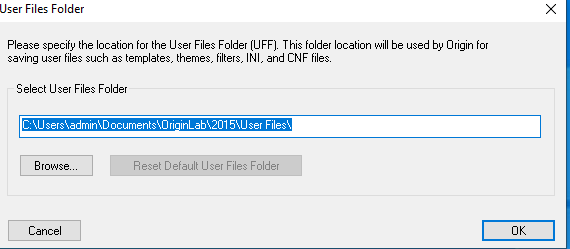 User Files Folder
Please specify the location for the User Files Folder (UFF). This folder location will be used by Origin for
saving user files such as templates, themes, filters, INI, and CNF files.
Select User Files Folder
C:\Users\admin\Documents\OriginLab\2015\User Files\
Browse...
Reset Default User Files Folder
Cancel
OK